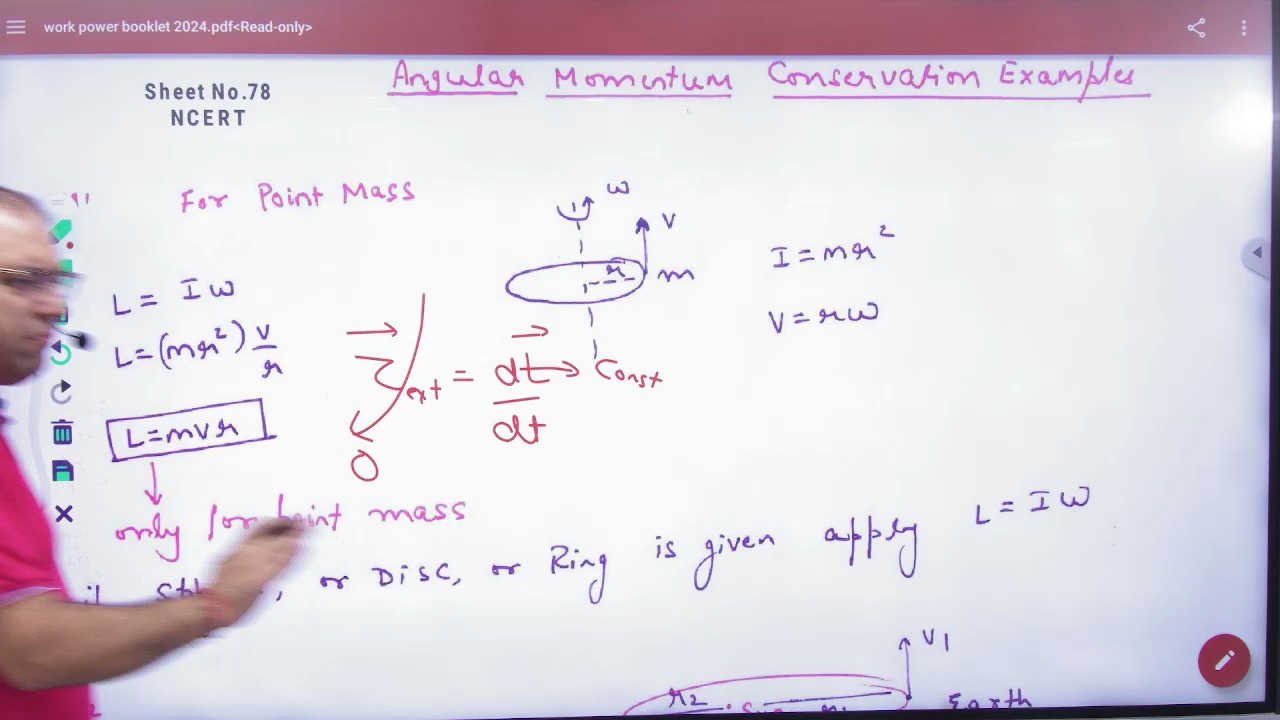 work power booklet 2024.pdf<Read-only>
Angular Momentum Conservation Examples
Sheet No.78
NCERT
For Point Mass
ω
V
r
m
I = mr²
V = rω
L = Iω
L = (mr²) V/r
L = mvr
τext = dL/dt
Const
0
only for point mass
or Disc, or Ring is given apply L = Iω
V1
r2
Earth